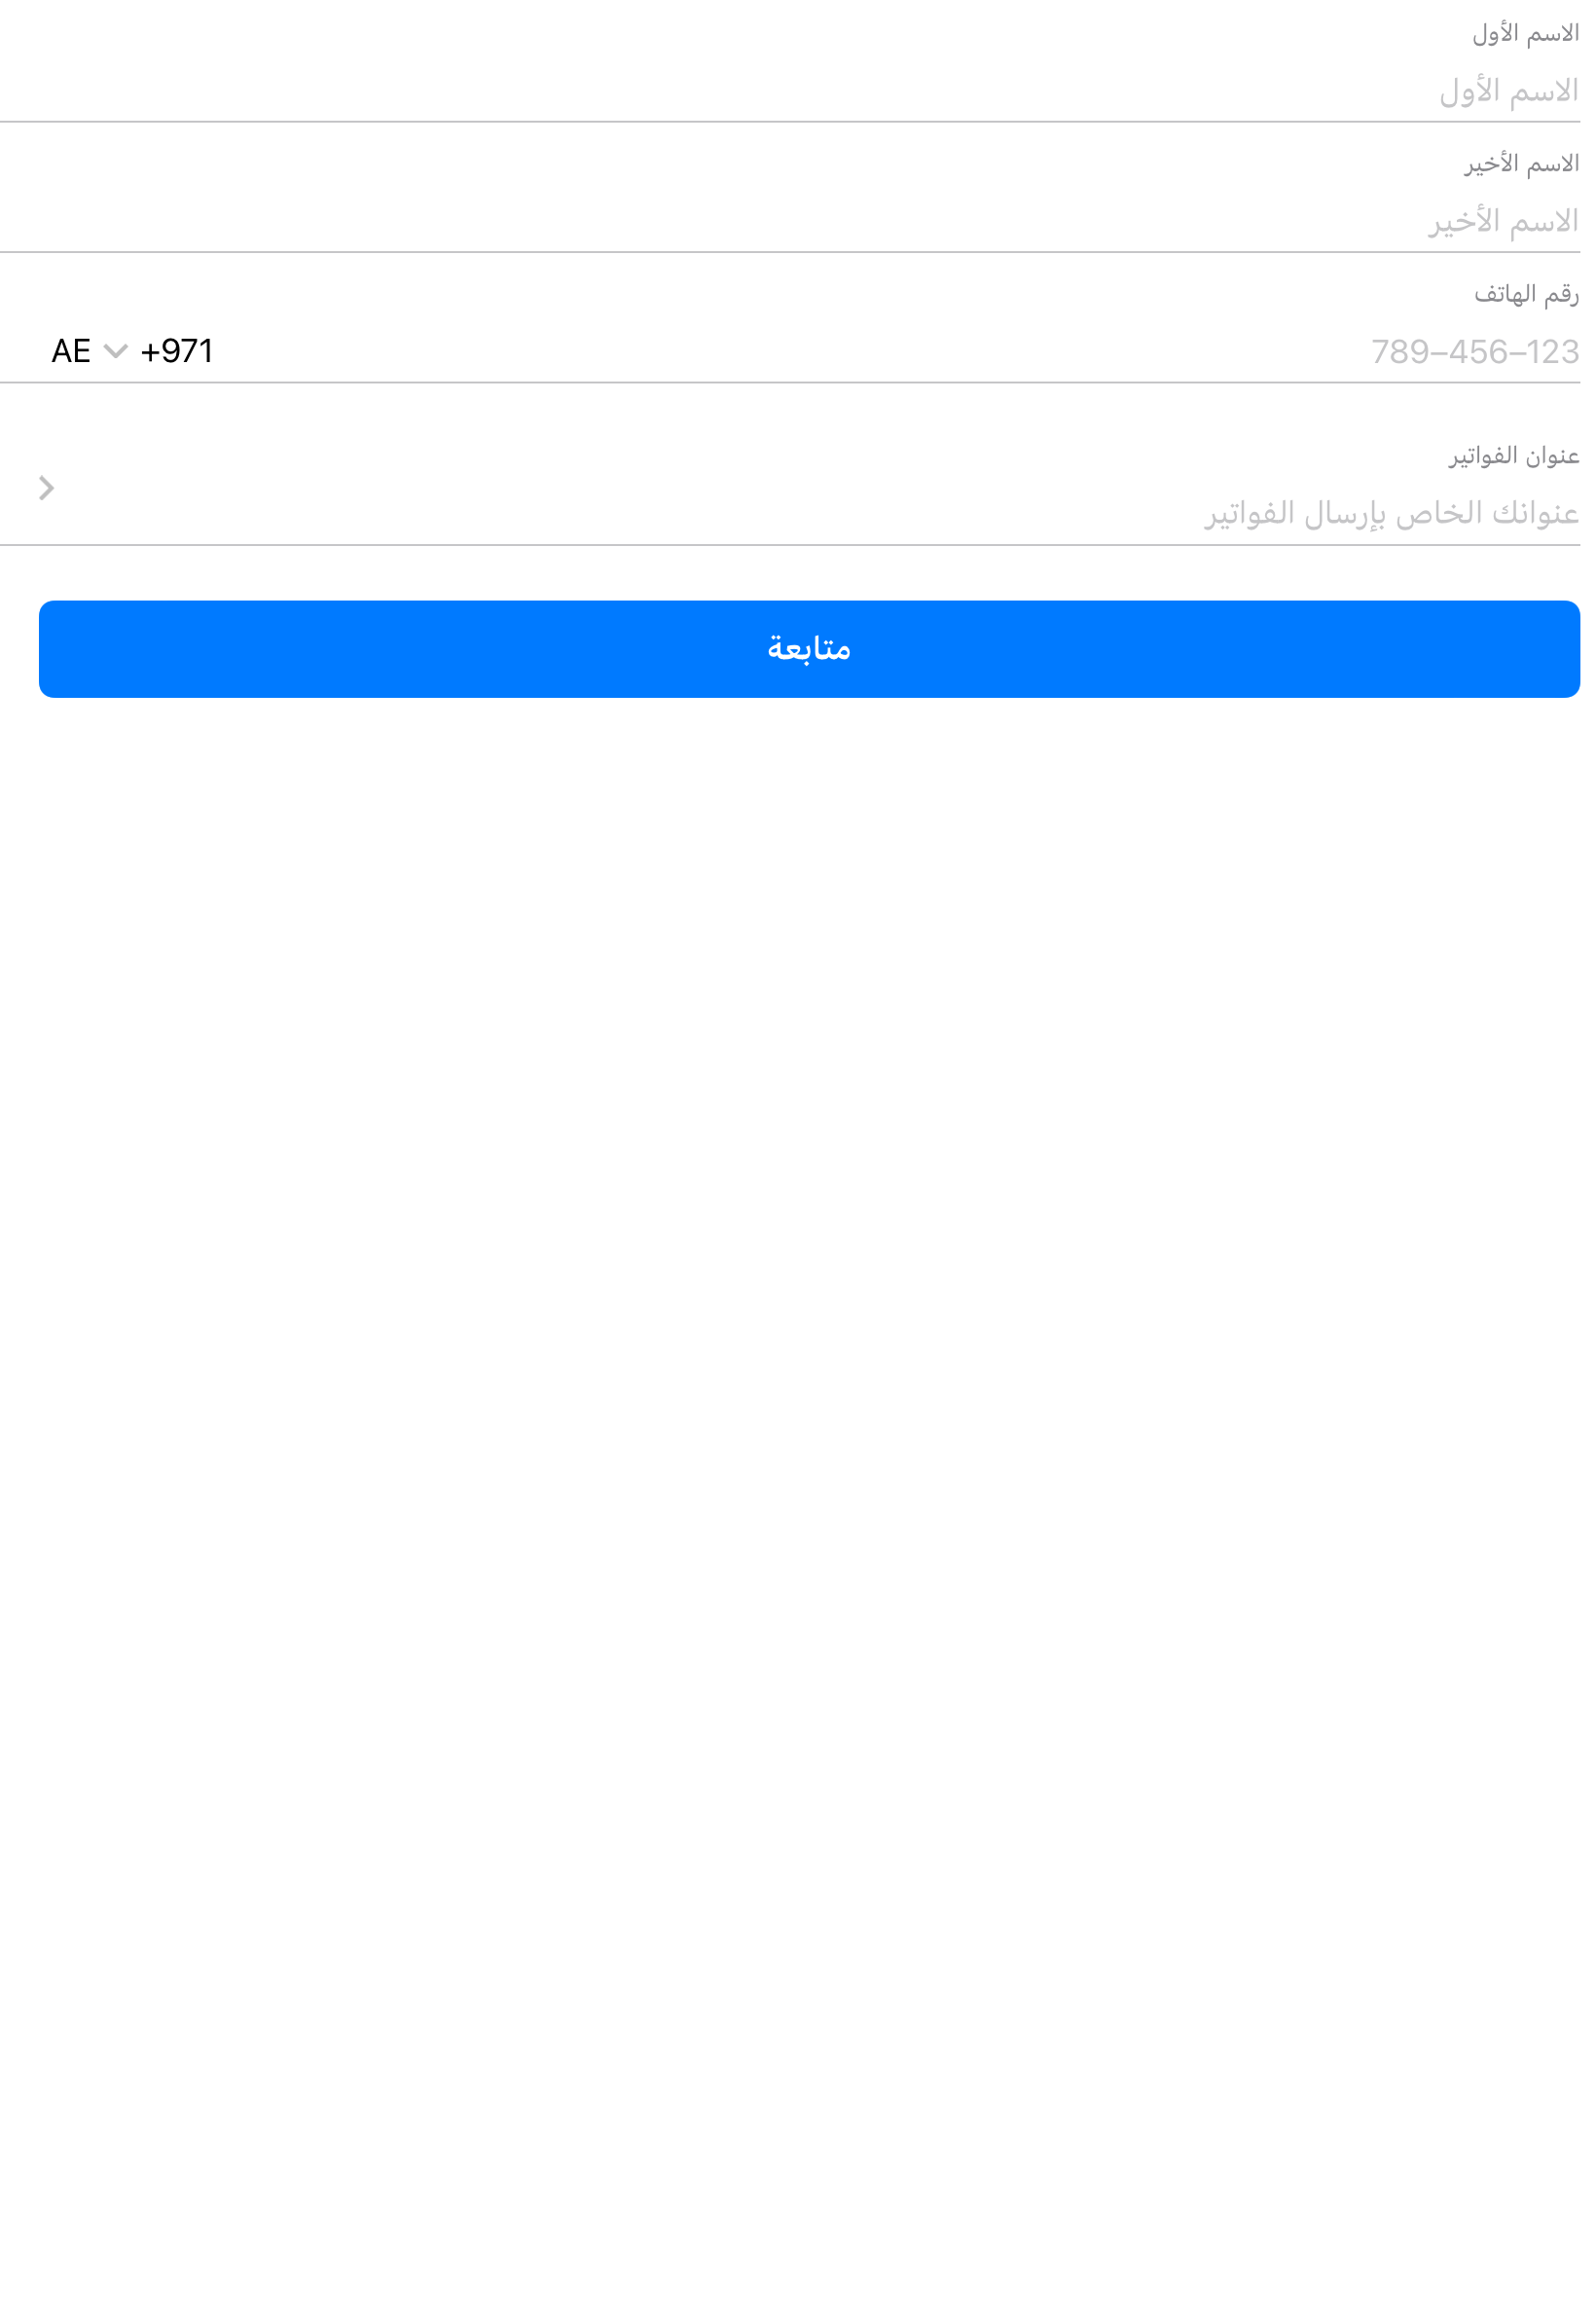 الاسم الأول
الاسم الأول
الاسم الأخير
الاسم الأخير
رقم الهاتف
789-456-123
AE +971
عنوان الفواتير
عنوانك الخاص بإرسال الفواتير
متابعة